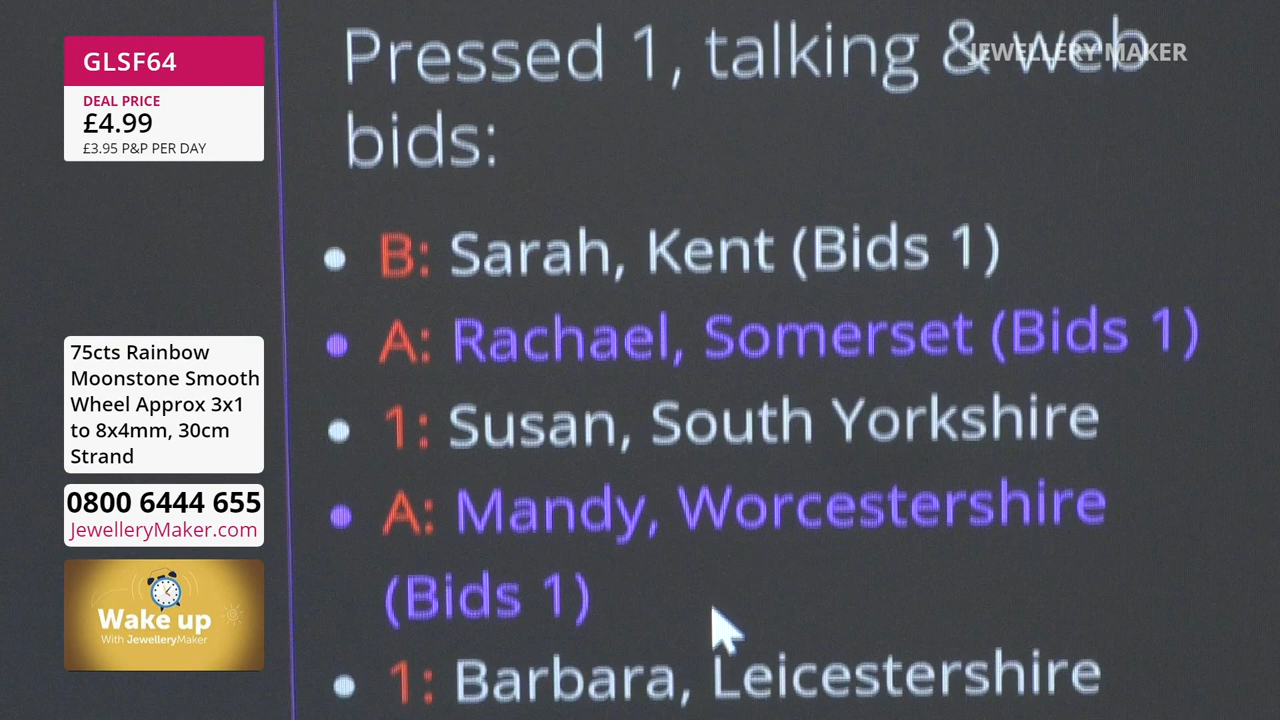 GLSF64
DEAL PRICE
£4.99
£3.95 P&P PER DAY
75cts Rainbow
Moonstone Smooth
Wheel Approx 3x1
to 8x4mm, 30cm
Strand
0800 6444 655
JewelleryMaker.com
Wake up
With JewelleryMaker
JEWELLERY MAKER
Pressed 1, talking & web
bids:
• B: Sarah, Kent (Bids 1)
• A: Rachael, Somerset (Bids 1)
• 1: Susan, South Yorkshire
• A: Mandy, Worcestershire
(Bids 1)
• 1: Barbara, Leicestershire